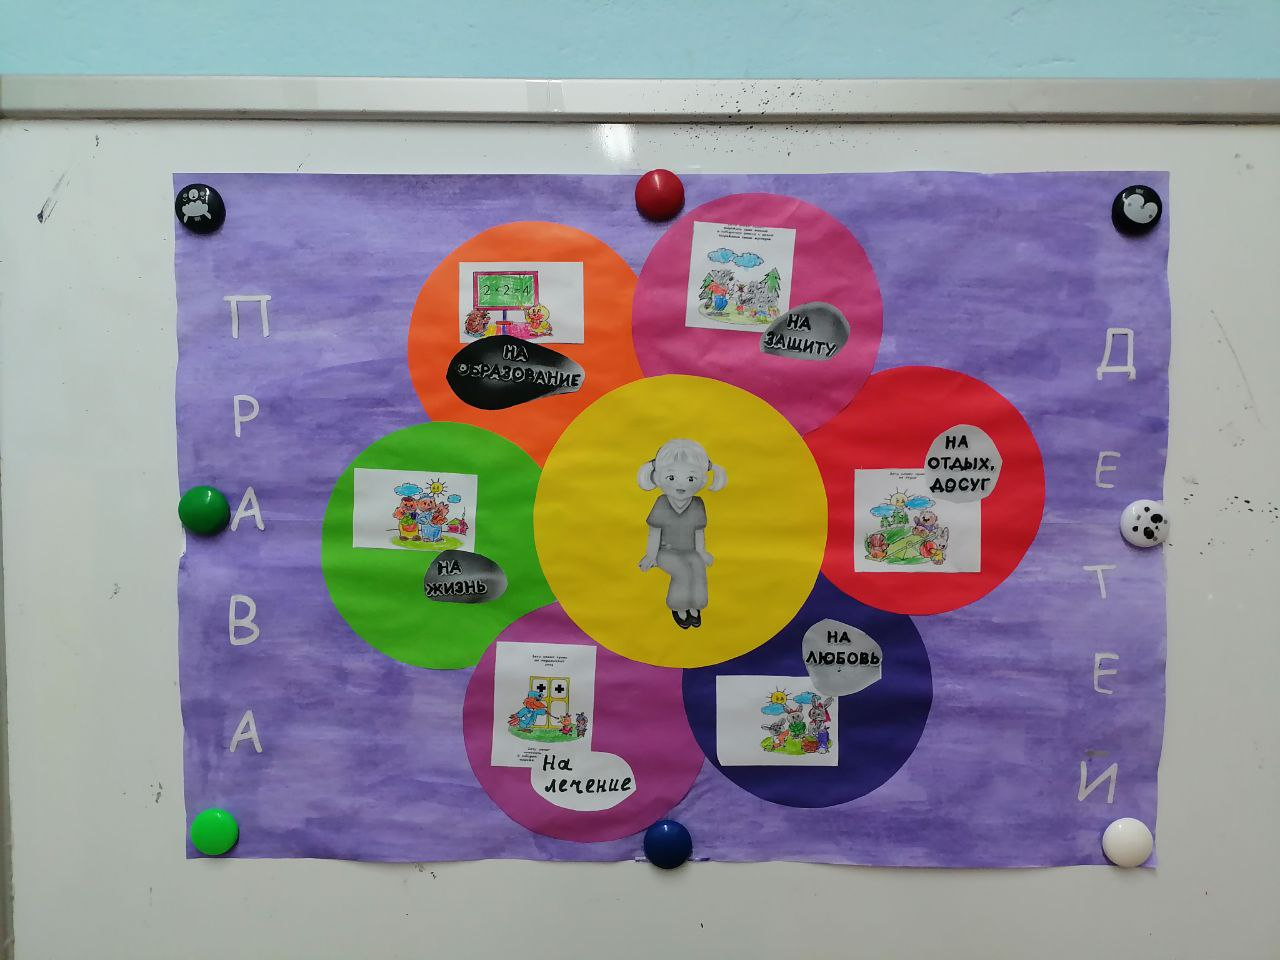 ПРАВА
ДЕТЕЙ
2×2=4
НА
ОБРАЗОВАНИЕ
НА
ЗАЩИТУ
НА
ОТДЫХ,
ДОСУГ
НА
ЖИЗНЬ
НА
ЛЮБОВЬ
На
лечение